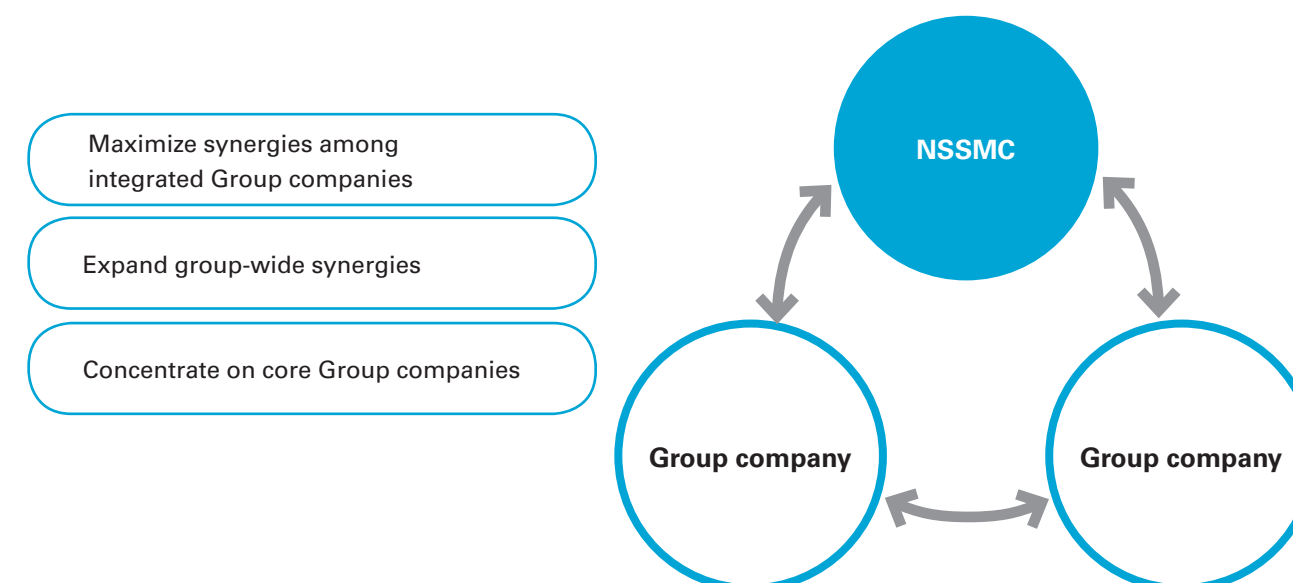 Maximize synergies among
integrated Group companies
Expand group-wide synergies
Concentrate on core Group companies
NSSMC
Group company
Group company